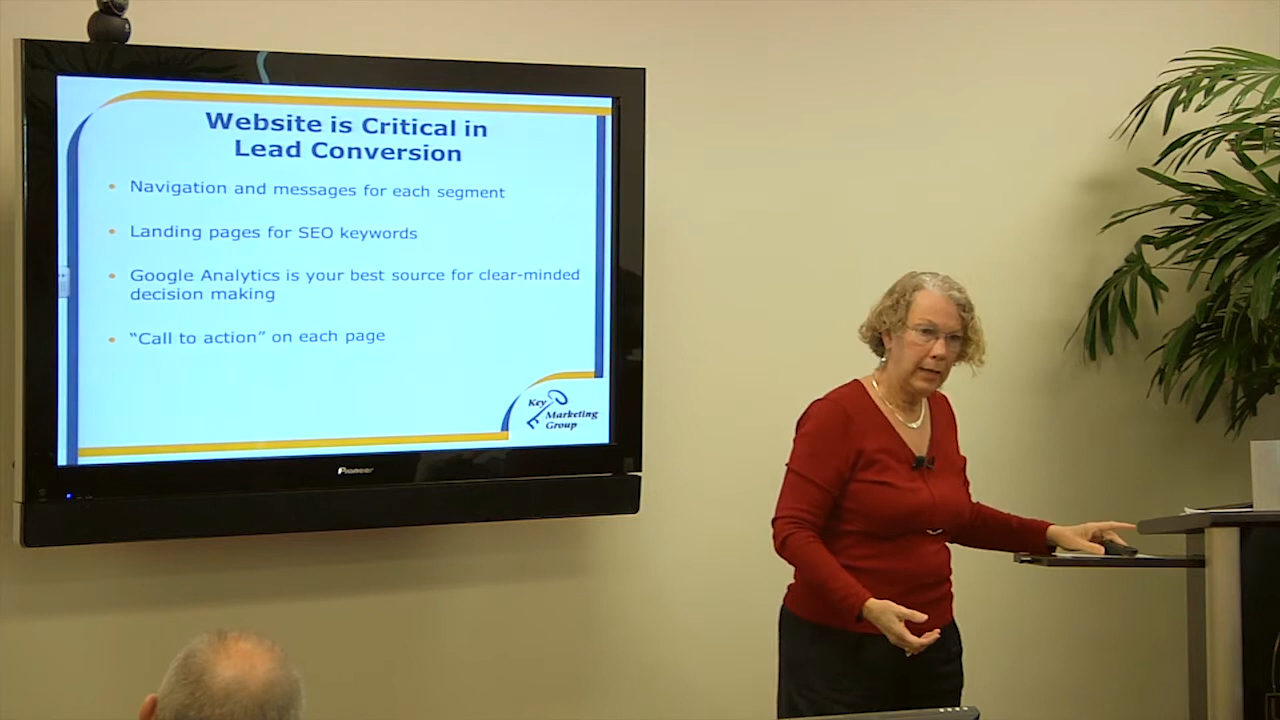 Website is Critical in
Lead Conversion
• Navigation and messages for each segment
• Landing pages for SEO keywords
• Google Analytics is your best source for clear-minded
decision making
• “Call to action” on each page
Key
Marketing
Group
Pioneer